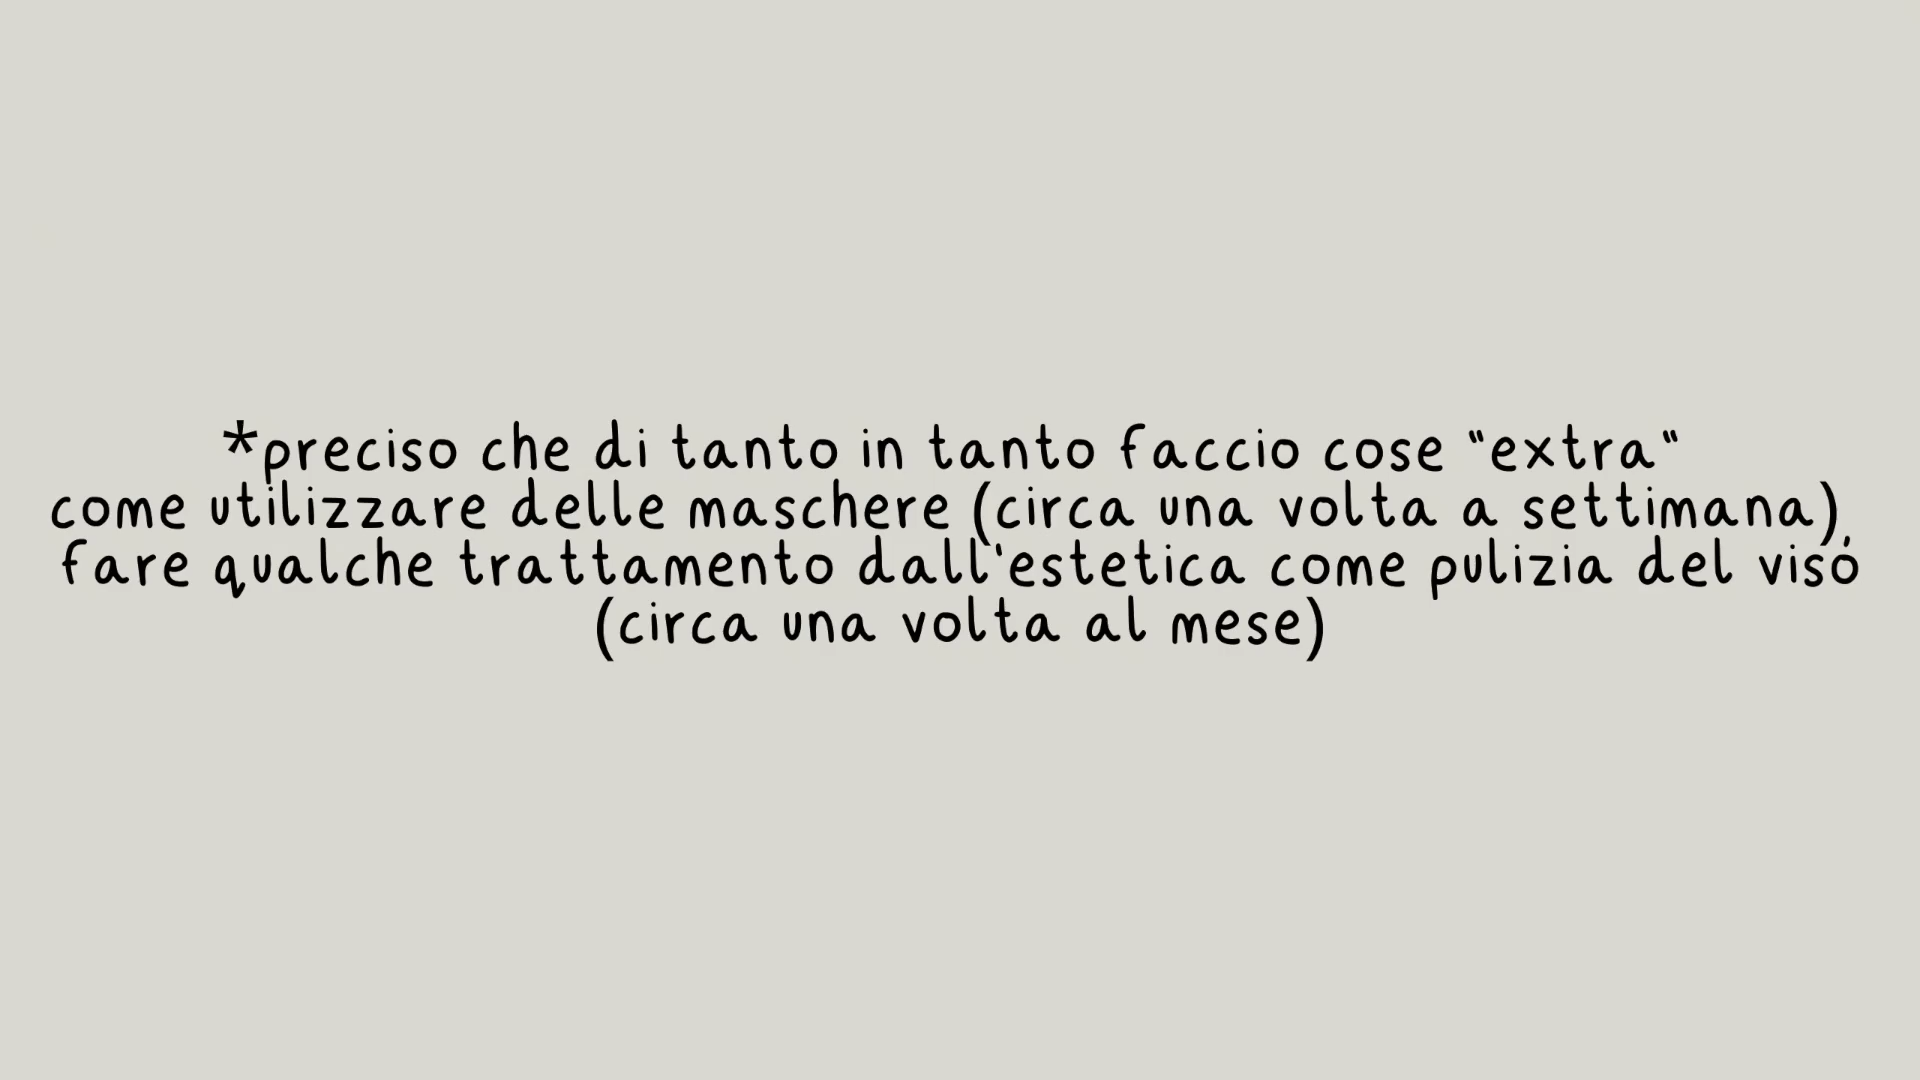 *preciso che di tanto in tanto faccio cose "extra"
come utilizzare delle maschere (circa una volta a settimana),
fare qualche trattamento dall'estetica come pulizia del viso
(circa una volta al mese)